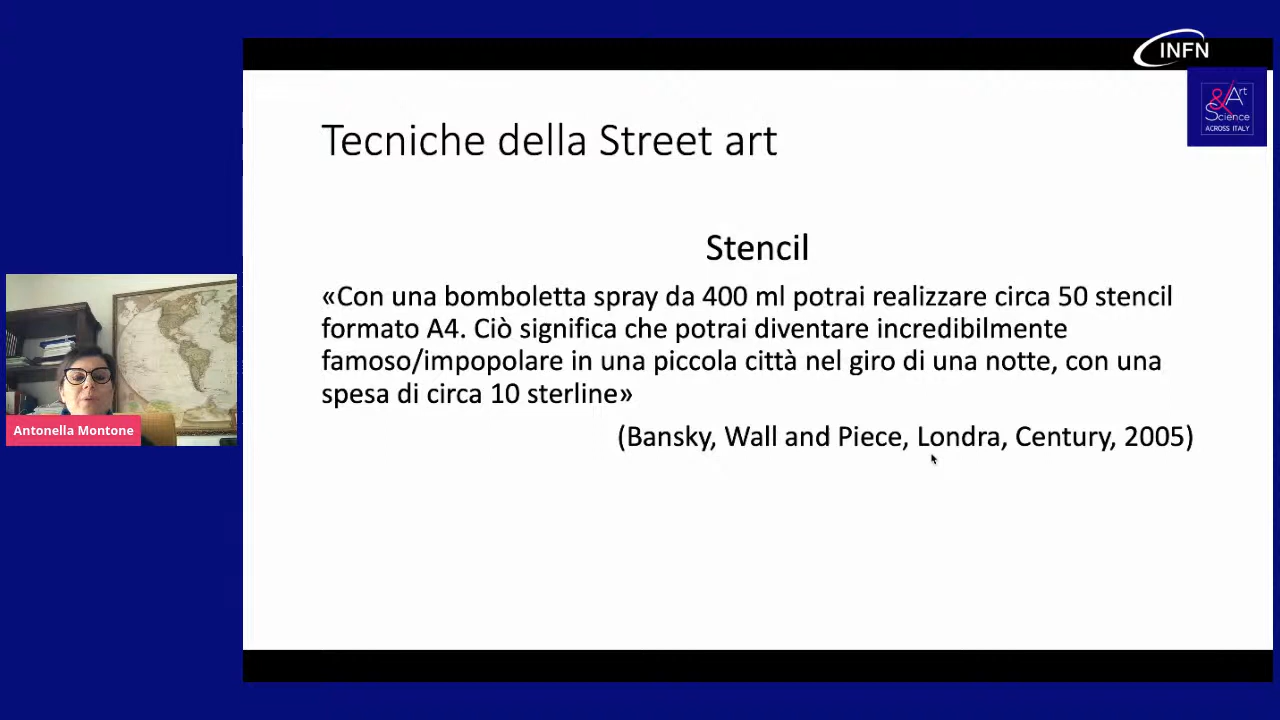 INFN
& Art
Science
ACROSS ITALY
Tecniche della Street art
Stencil
«Con una bomboletta spray da 400 ml potrai realizzare circa 50 stencil
formato A4. Ciò significa che potrai diventare incredibilmente
famoso/impopolare in una piccola città nel giro di una notte, con una
spesa di circa 10 sterline»
(Bansky, Wall and Piece, Londra, Century, 2005)
Antonella Montone